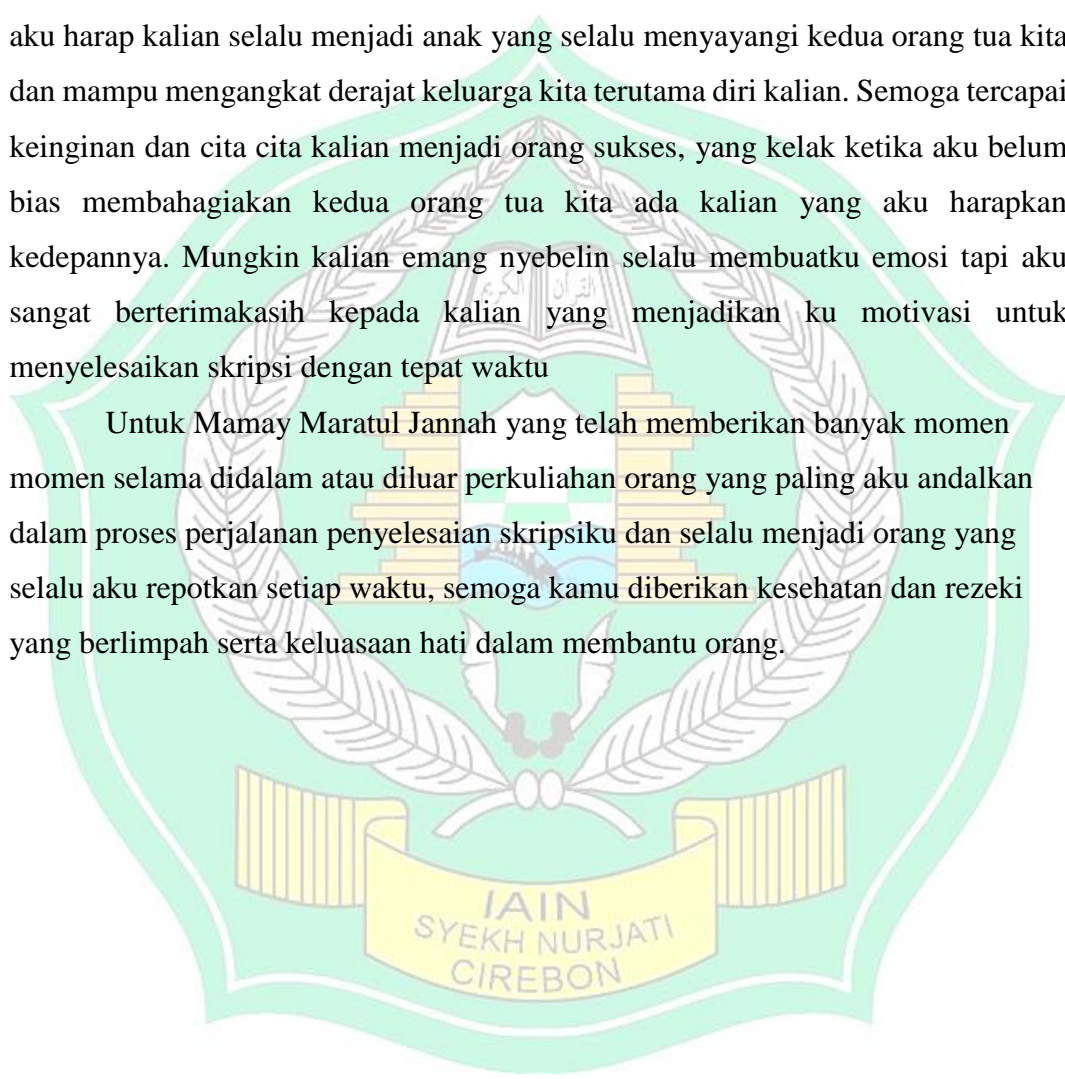 aku harap kalian selalu menjadi anak yang selalu menyayangi kedua orang tua kita
dan mampu mengangkat derajat keluarga kita terutama diri kalian. Semoga tercapai
keinginan dan cita cita kalian menjadi orang sukses, yang kelak ketika aku belum
bias membahagiakan kedua orang tua kita ada kalian yang aku harapkan
kedepannya. Mungkin kalian emang nyebelin selalu membuatku emosi tapi aku
sangat berterimakasih kepada kalian yang menjadikan ku motivasi untuk
menyelesaikan skripsi dengan tepat waktu
Untuk Mamay Maratul Jannah yang telah memberikan banyak momen
momen selama didalam atau diluar perkuliahan orang yang paling aku andalkan
dalam proses perjalanan penyelesaian skripsiku dan selalu menjadi orang yang
selalu aku repotkan setiap waktu, semoga kamu diberikan kesehatan dan rezeki
yang berlimpah serta keluasaan hati dalam membantu orang.
القرآن الكريم
IAIN
SYEKH NURJATI
CIREBON